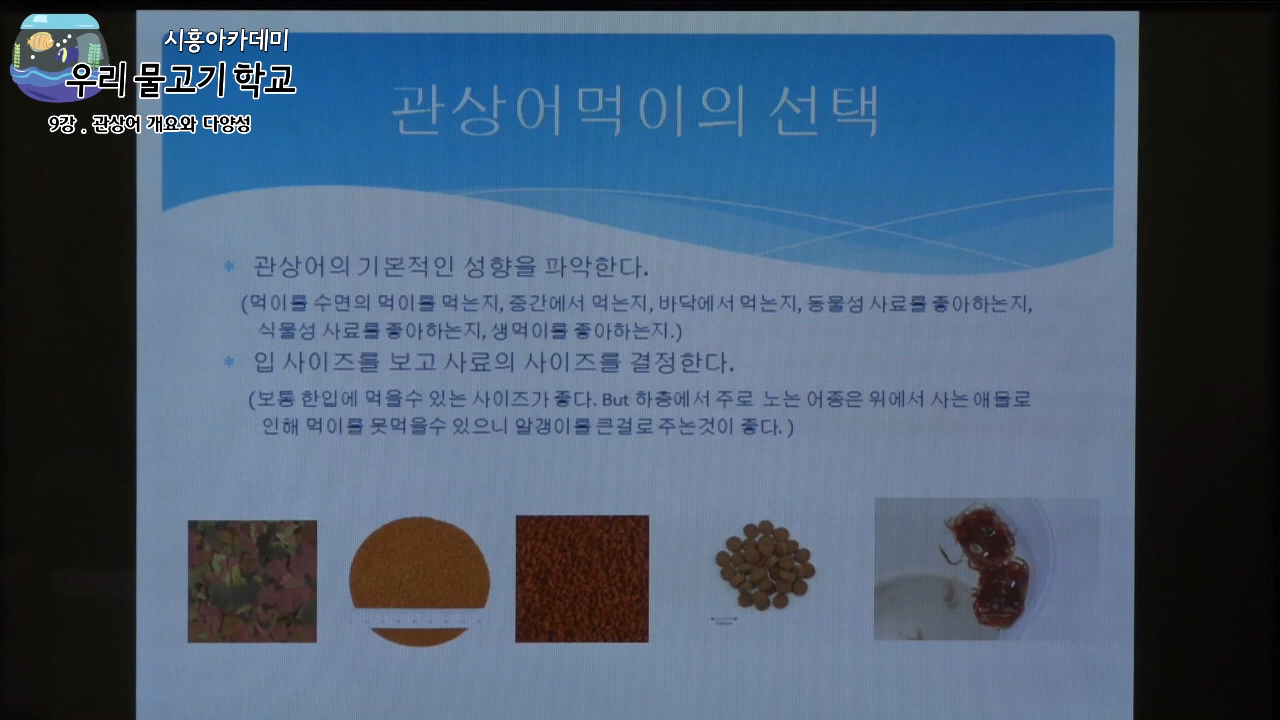 시흥아카데미
우리 물고기 학교
9강 . 관상어 개요와 다양성
관상어먹이의 선택
* 관상어의 기본적인 성향을 파악한다.
(먹이를 수면의 먹이를 먹는지, 중간에서 먹는지, 바닥에서 먹는지, 동물성 사료를 좋아하는지,
식물성 사료를 좋아하는지, 생먹이를 좋아하는지.)
* 입 사이즈를 보고 사료의 사이즈를 결정한다.
(보통 한입에 먹을수 있는 사이즈가 좋다. But 하층에서 주로 노는 어종은 위에서 사는 애들로
인해 먹이를 못먹을수 있으니 알갱이를 큰걸로 주는것이 좋다. )